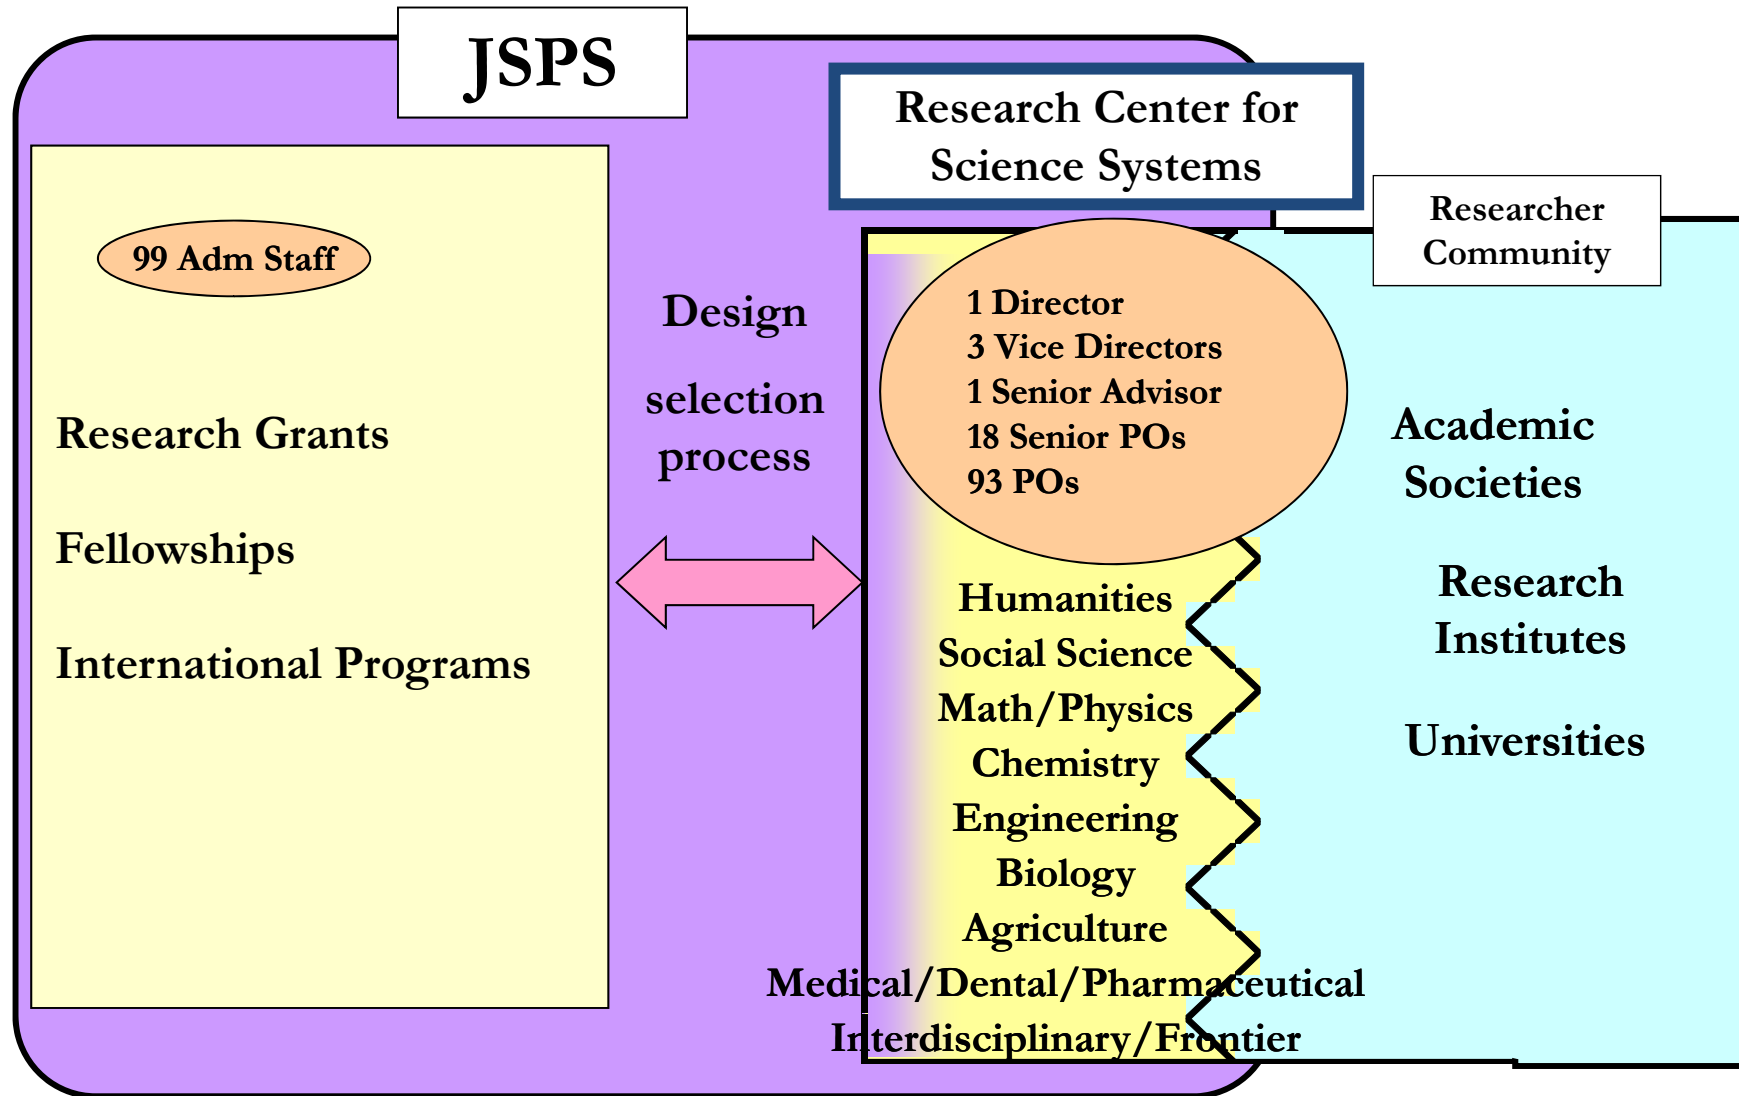 JSPS
Research Center for
Science Systems
Researcher
Community
99 Adm Staff
Research Grants
Fellowships
International Programs
Design
selection
process
1 Director
3 Vice Directors
1 Senior Advisor
18 Senior POs
93 POs
Humanities
Social Science
Math/Physics
Chemistry
Engineering
Biology
Agriculture
Medical/Dental/Pharmaceutical
Interdisciplinary/Frontier
Academic
Societies
Research
Institutes
Universities